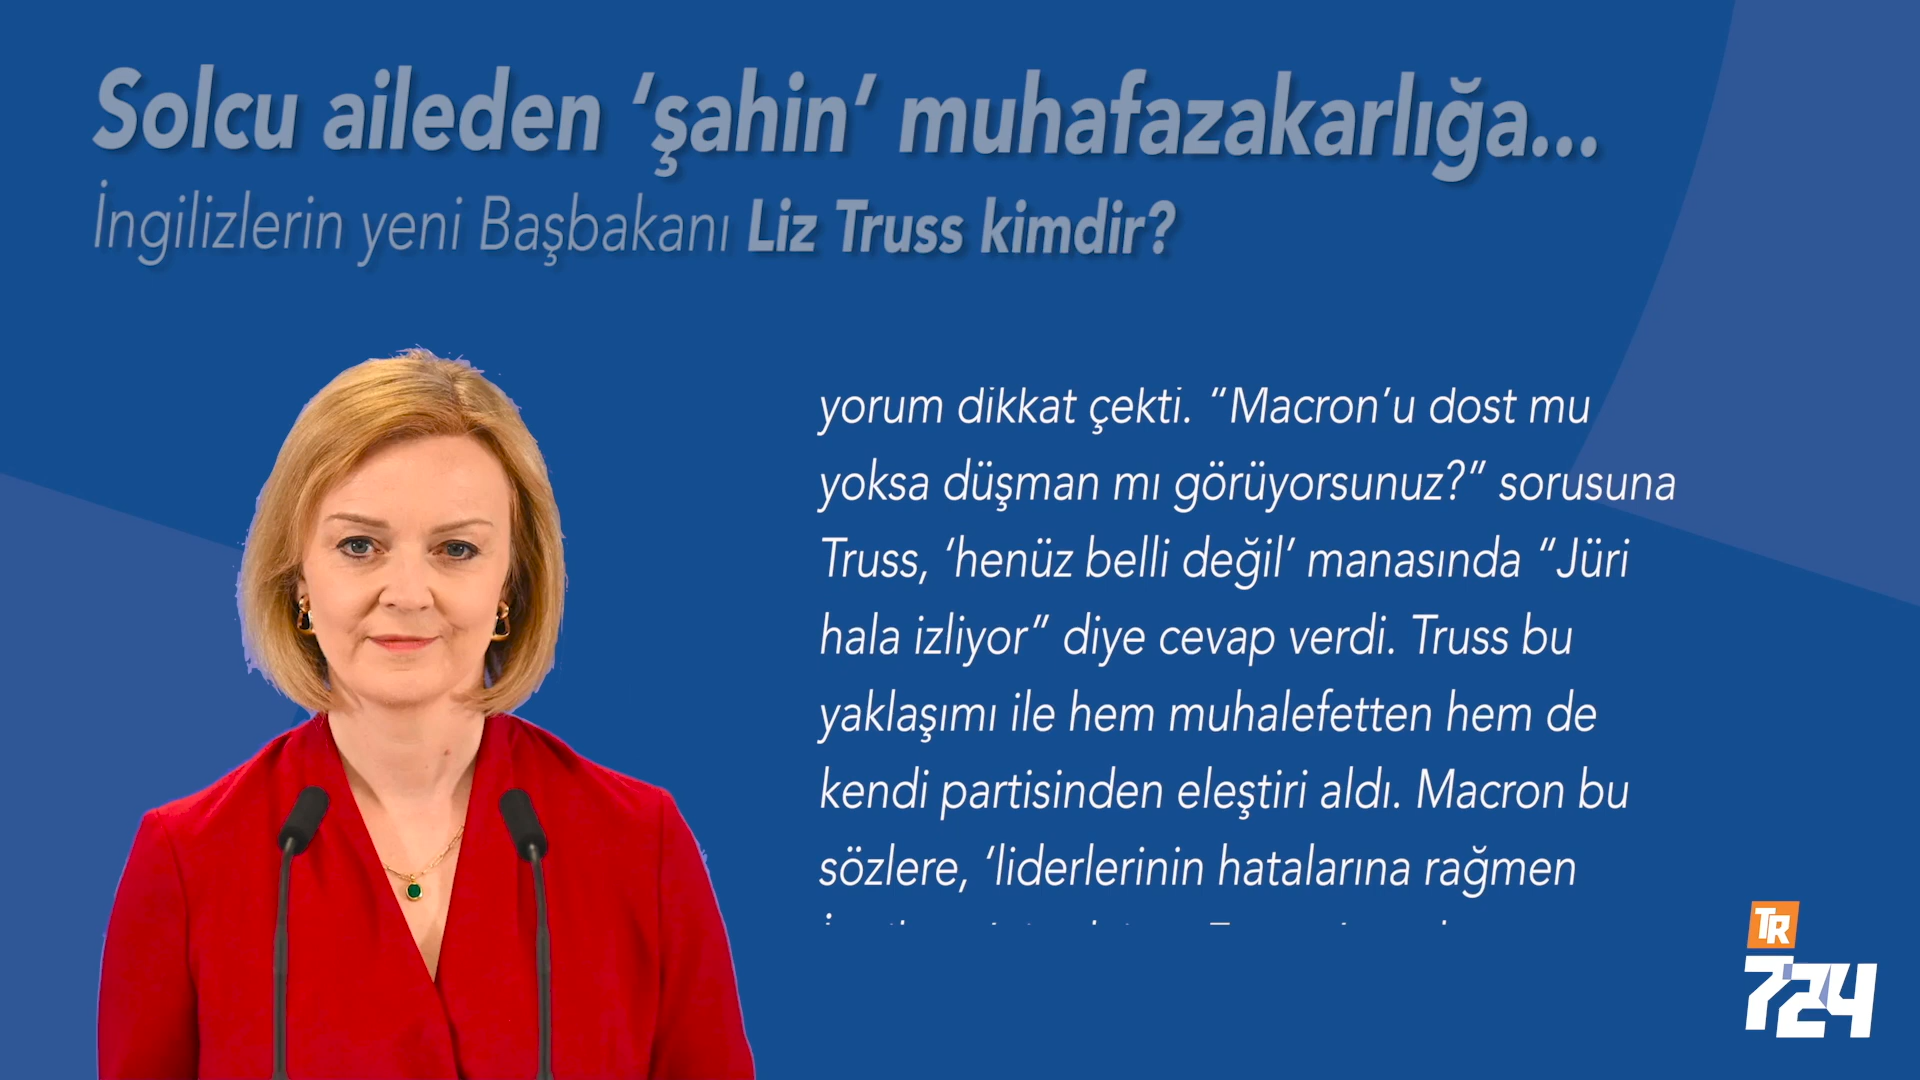 Solcu aileden ‘şahin’ muhafazakarlığa...
İngilizlerin yeni Başbakanı Liz Truss kimdir?
yorum dikkat çekti. “Macron’u dost mu
yoksa düşman mı görüyorsunuz?” sorusuna
Truss, ‘henüz belli değil’ manasında “Jüri
hala izliyor” diye cevap verdi. Truss bu
yaklaşımı ile hem muhalefetten hem de
kendi partisinden eleştiri aldı. Macron bu
sözlere, ‘liderlerinin hatalarına rağmen
TR
724